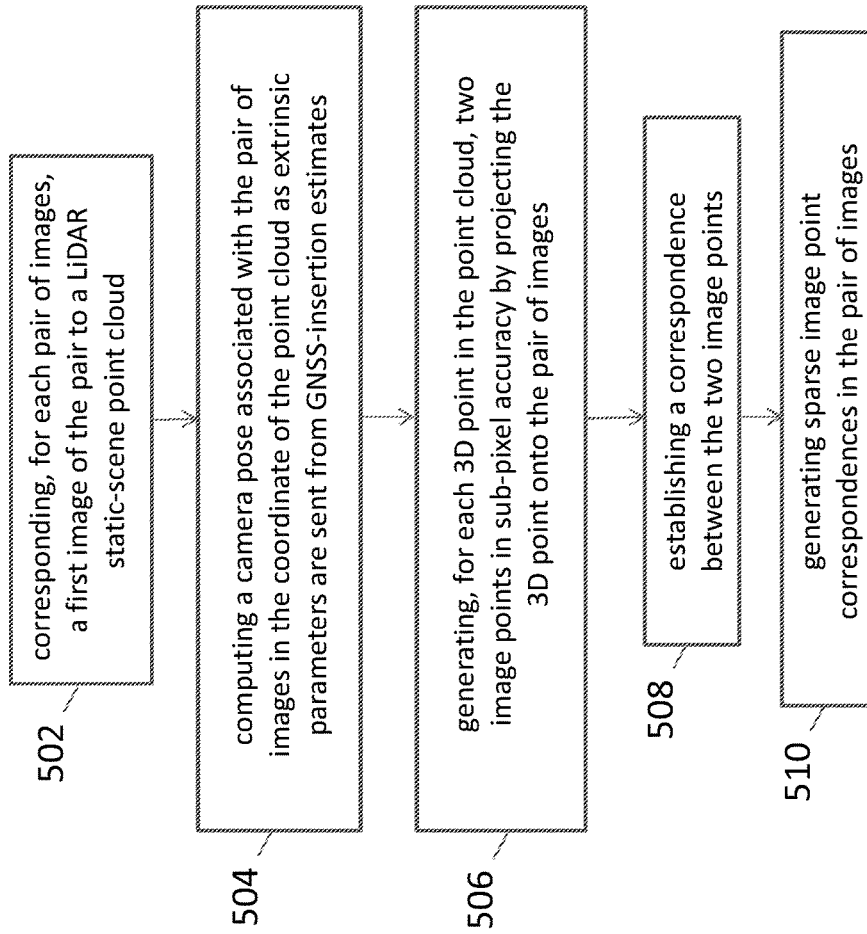 corresponding, for each pair of images,
a first image of the pair to a LiDAR
static-scene point cloud
502
computing a camera pose associated with the pair of
images in the coordinate of the point cloud as extrinsic
parameters are sent from GNSS-insertion estimates
504
generating, for each 3D point in the point cloud, two
image points in sub-pixel accuracy by projecting the
3D point onto the pair of images
506
establishing a correspondence
between the two image points
508
generating sparse image point
correspondences in the pair of images
510